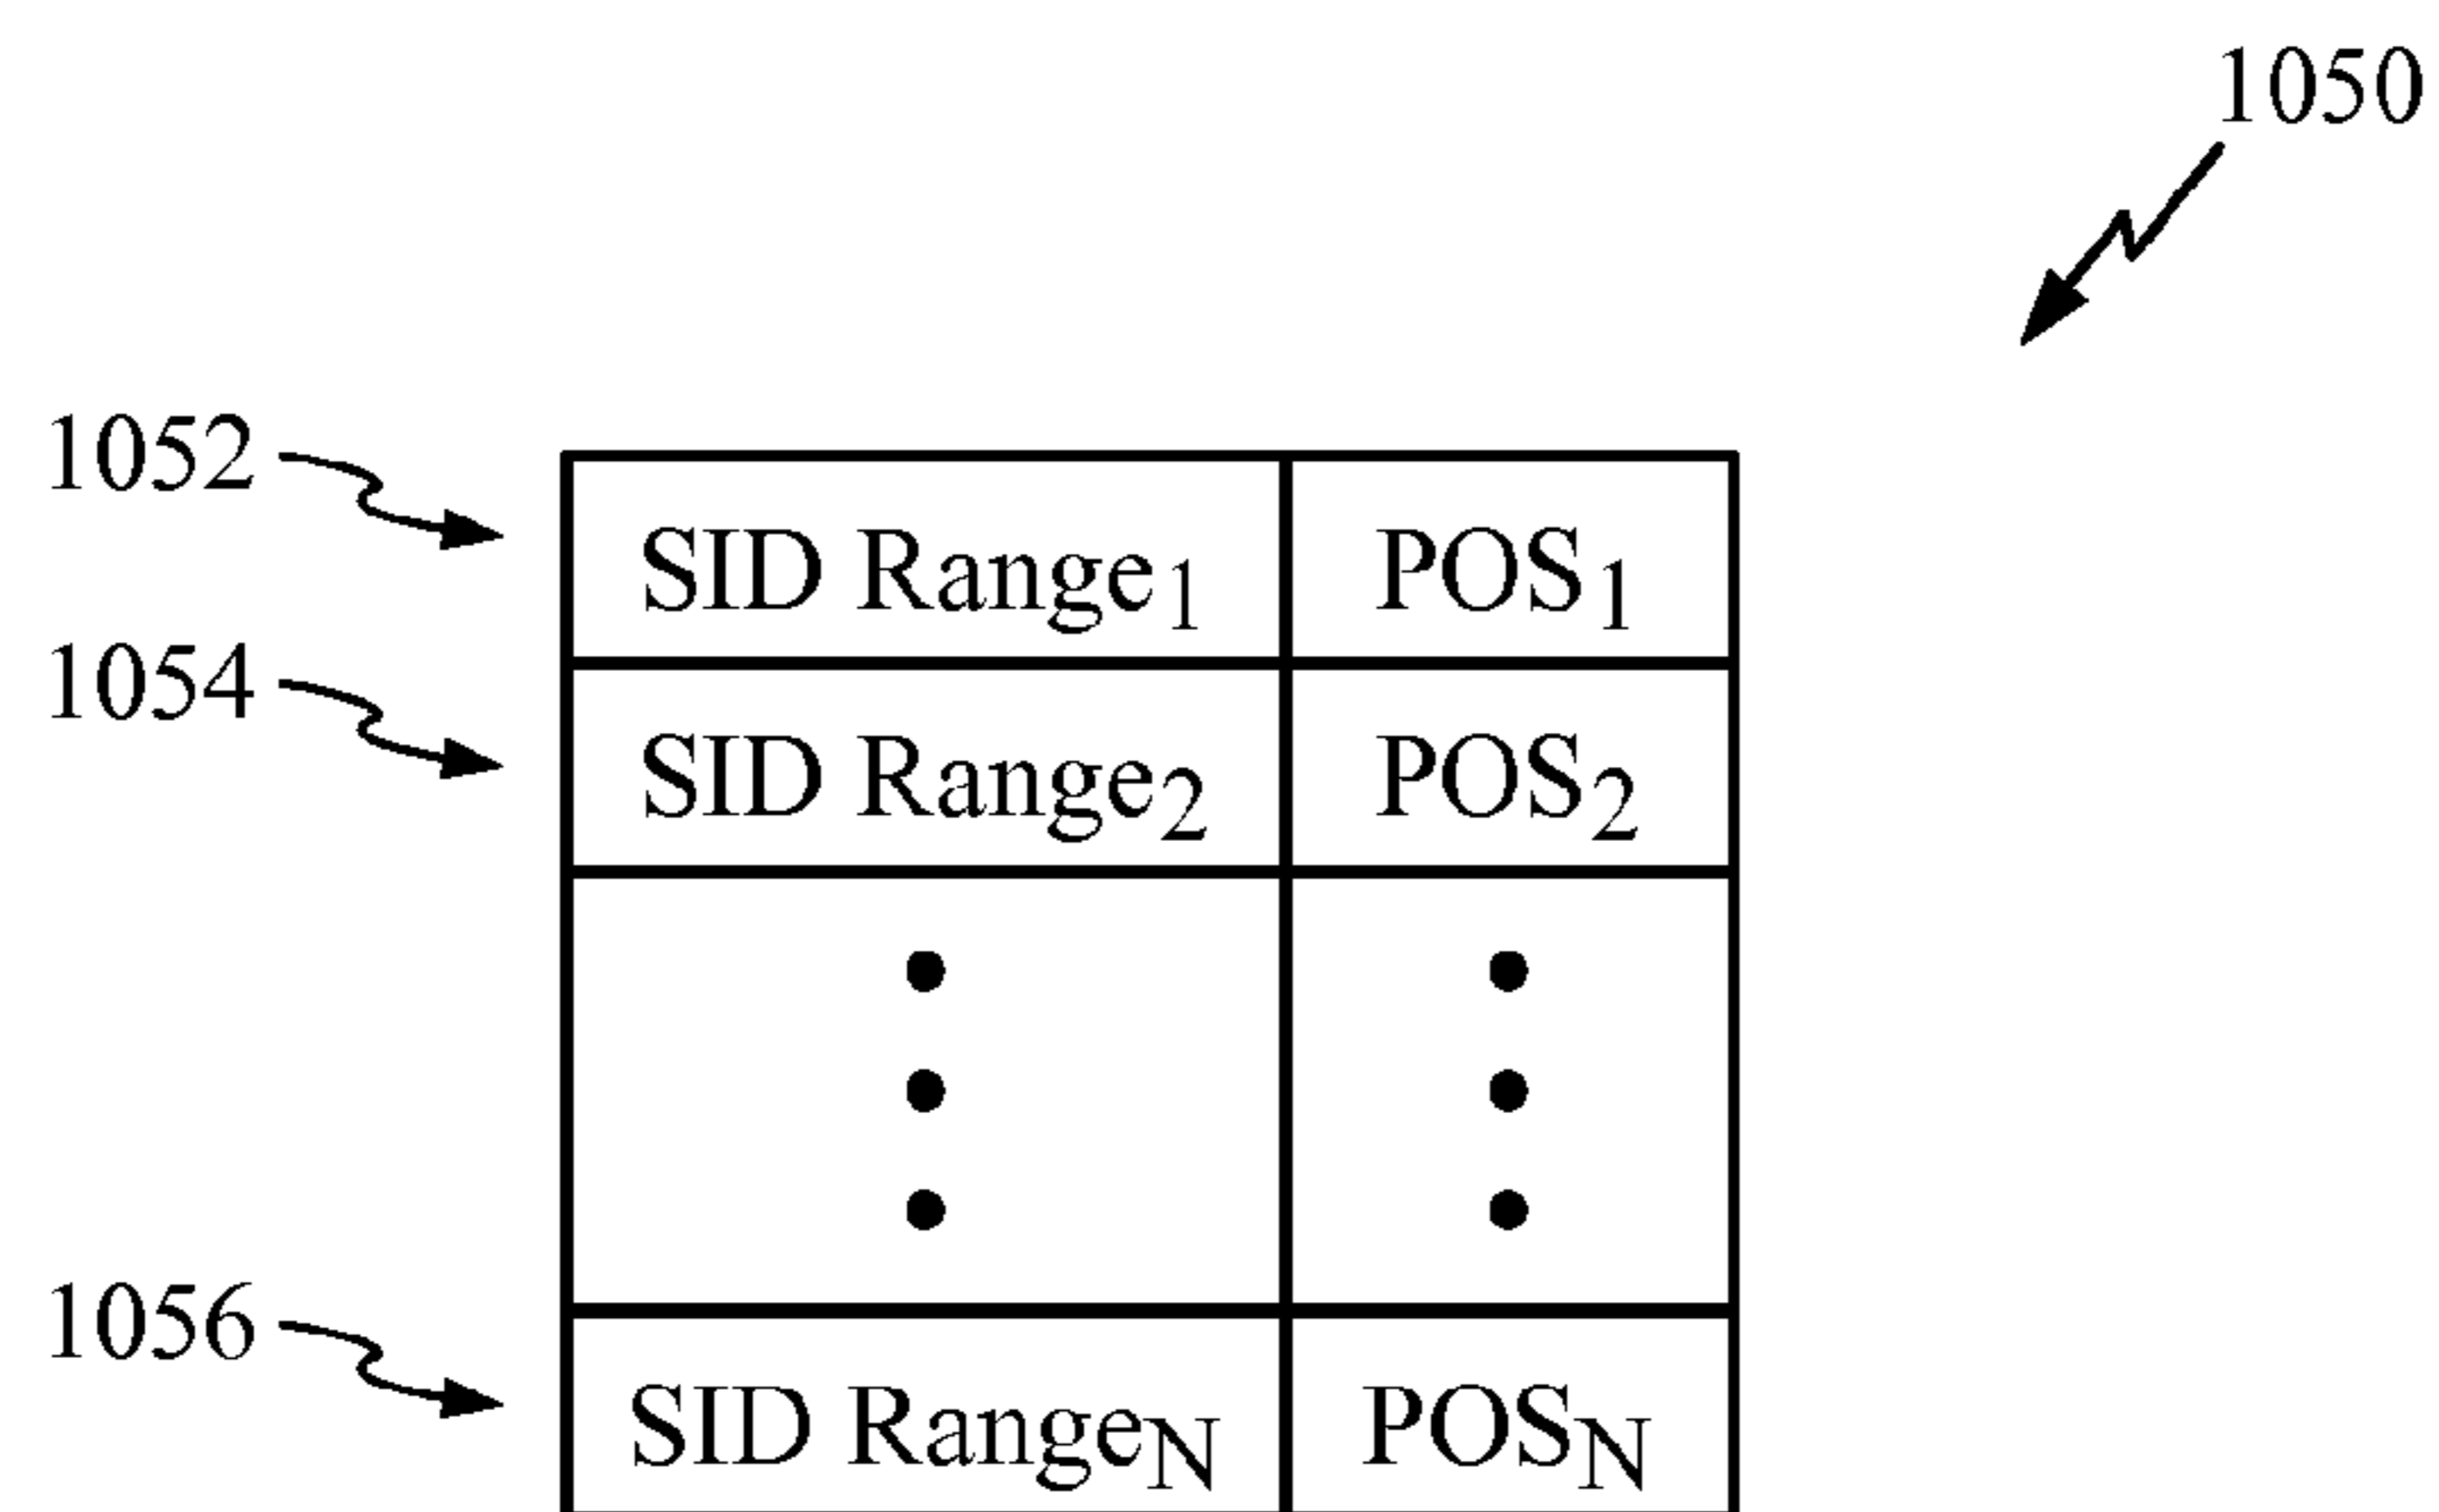 1050
1052
SID Range1 POS1
1054
SID Range2 POS2
1056
SID RangeN POSN